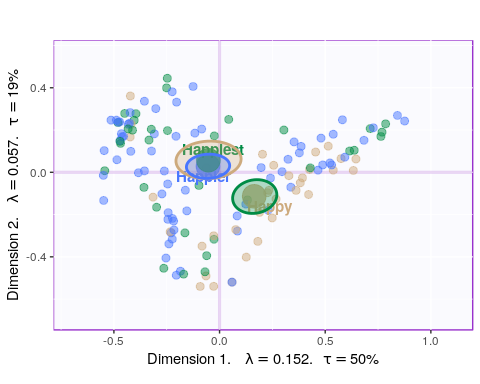 0.4
0.0
-0.4
-0.5
0.0
0.5
1.0
Happiest
Happier
Happy
Dimension 1. λ = 0.152. τ = 50%
Dimension 2. λ = 0.057. τ = 19%